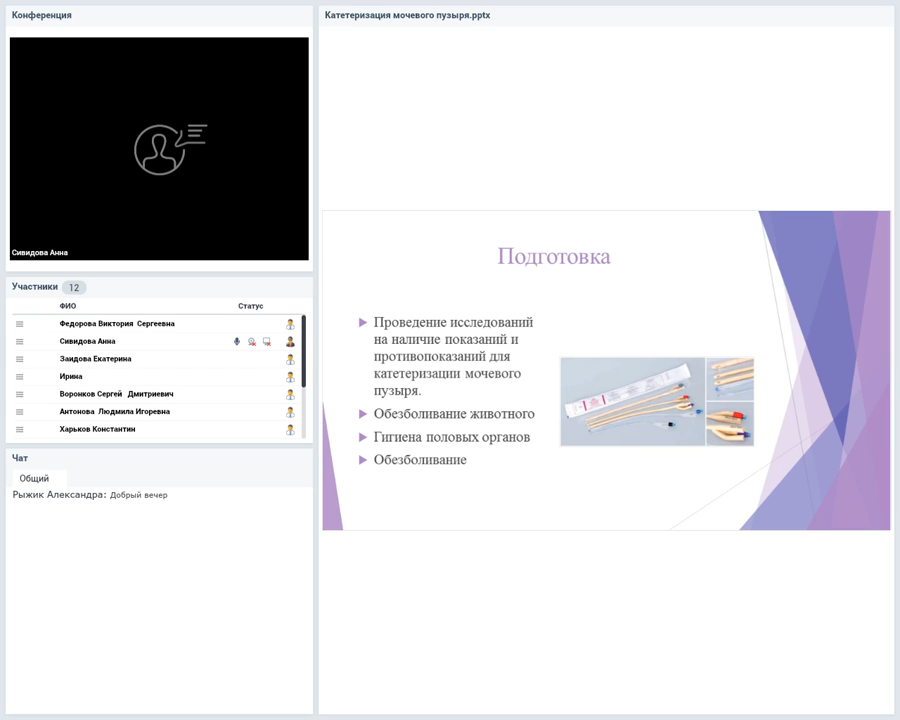 Конференция
Сивидова Анна
Участники 12
ФИО Статус
Федорова Виктория Сергеевна
Сивидова Анна
Заидова Екатерина
Ирина
Воронков Сергей Дмитриевич
Антонова Людмила Игоревна
Харьков Константин
Чат
Общий
Рыжик Александра: Добрый вечер
Катетеризация мочевого пузыря.pptx
Подготовка
Проведение исследований
на наличие показаний и
противопоказаний для
катетеризации мочевого
пузыря.
Обезболивание животного
Гигиена половых органов
Обезболивание